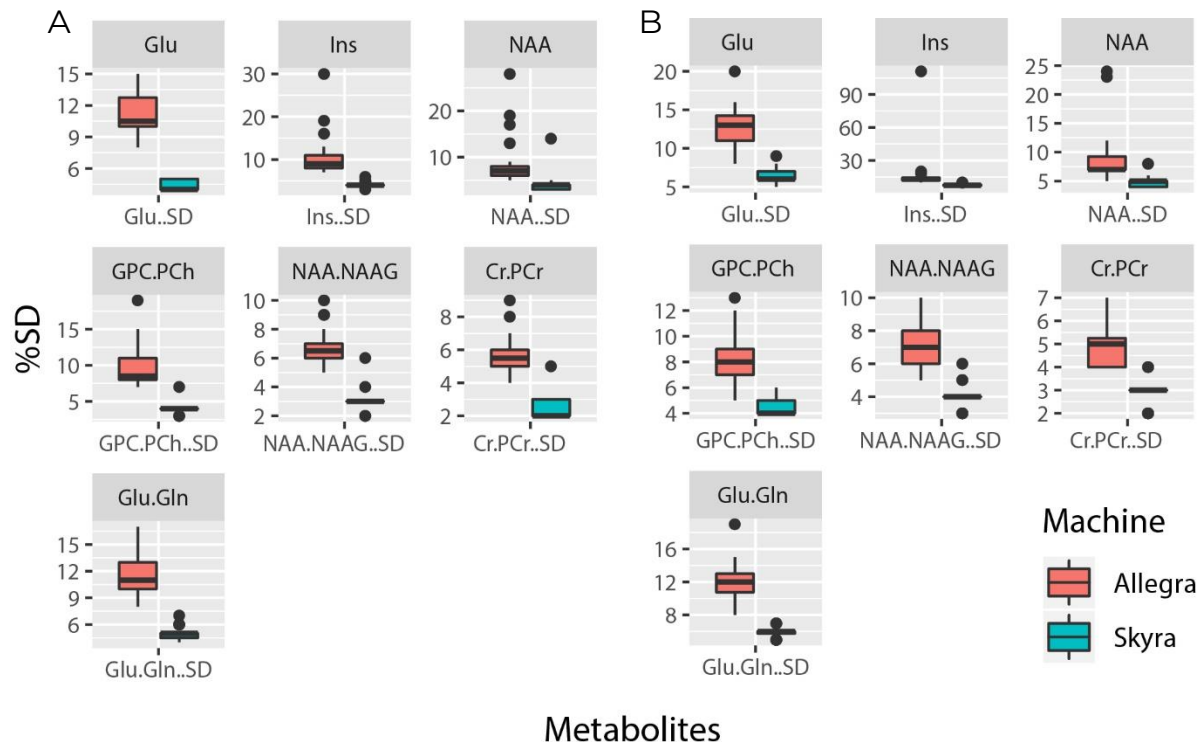 A
B
Glu Ins NAA
15
12
9
6
30
20
10
20
10
Glu..SD Ins..SD NAA..SD
Glu Ins NAA
20
15
10
5
90
60
30
25
20
15
10
5
Glu..SD Ins..SD NAA..SD
%SD
GPC.PCh NAA.NAAG Cr.PCr
15
10
5
10
8
6
4
2
8
6
4
2
GPC.PCh..SD NAA.NAAG..SD Cr.PCr..SD
GPC.PCh NAA.NAAG Cr.PCr
12
10
8
6
4
10
8
6
4
7
6
5
4
3
2
GPC.PCh..SD NAA.NAAG..SD Cr.PCr..SD
Glu.Gln
15
12
9
6
Glu.Gln..SD
Glu.Gln
16
12
8
Glu.Gln..SD
Machine
Allegra
Skyra
Metabolites